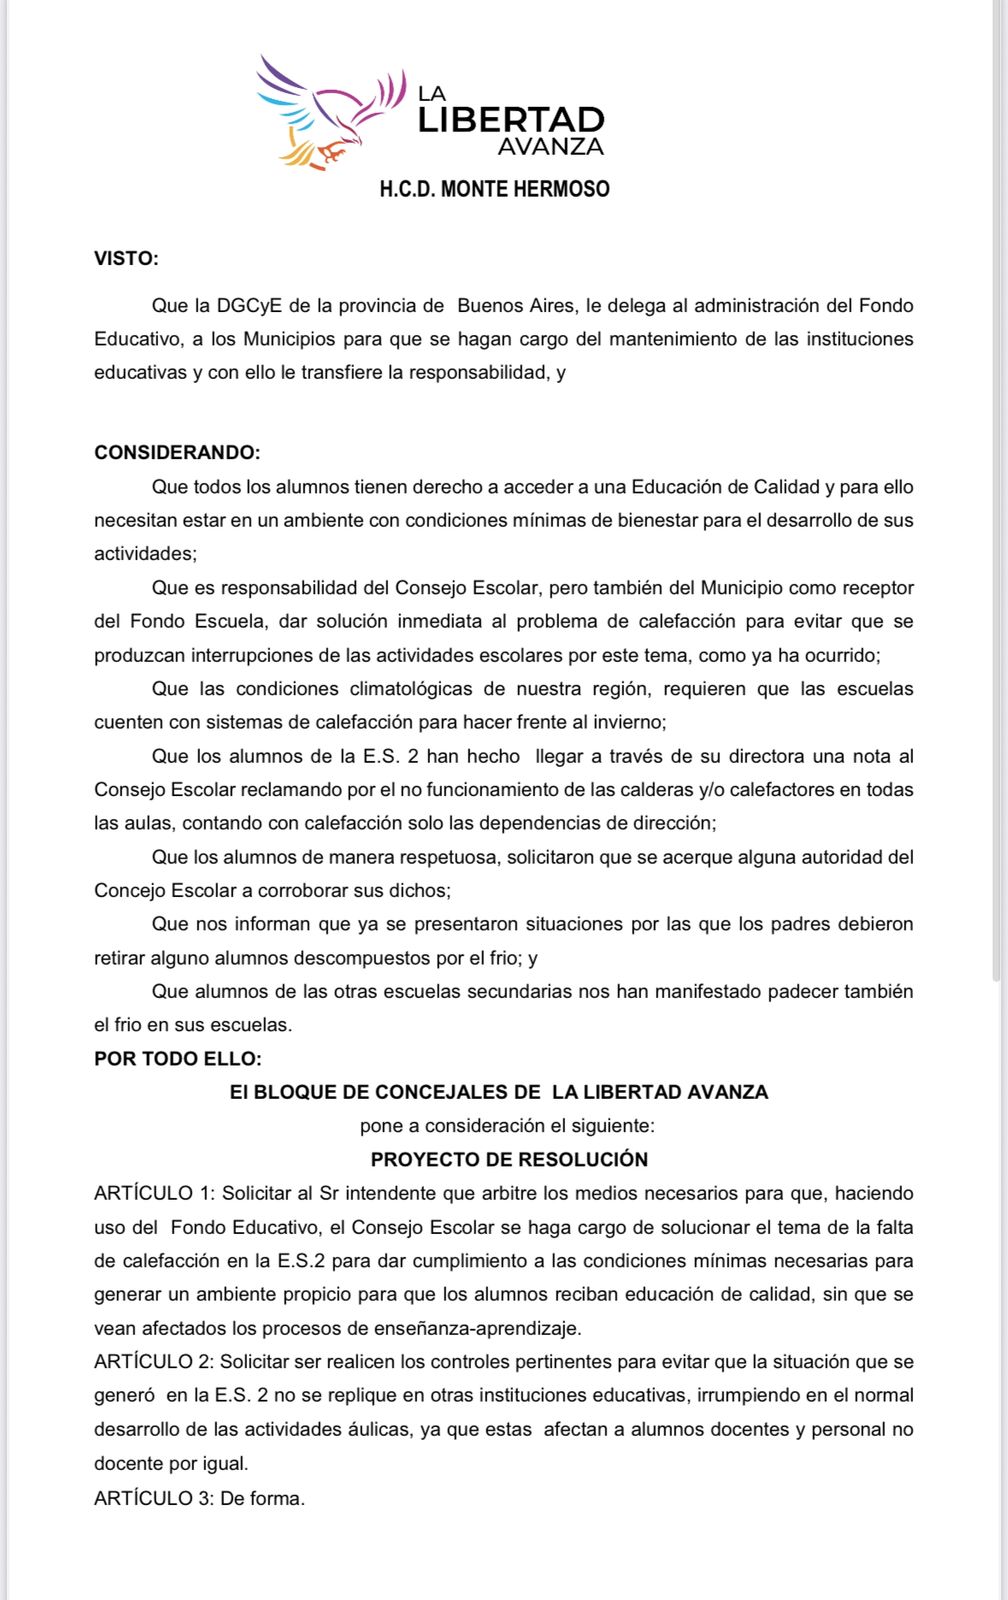 LA
LIBERTAD
AVANZA
H.C.D. MONTE HERMOSO
VISTO:
Que la DGCyE de la provincia de  Buenos Aires, le delega al administración del Fondo
Educativo, a los Municipios para que se hagan cargo del mantenimiento de las instituciones
educativas y con ello le transfiere la responsabilidad, y
CONSIDERANDO:
Que todos los alumnos tienen derecho a acceder a una Educación de Calidad y para ello
necesitan estar en un ambiente con condiciones mínimas de bienestar para el desarrollo de sus
actividades;
Que es responsabilidad del Consejo Escolar, pero también del Municipio como receptor
del Fondo Escuela, dar solución inmediata al problema de calefacción para evitar que se
produzcan interrupciones de las actividades escolares por este tema, como ya ha ocurrido;
Que las condiciones climatológicas de nuestra región, requieren que las escuelas
cuenten con sistemas de calefacción para hacer frente al invierno;
Que los alumnos de la E.S. 2 han hecho  llegar a través de su directora una nota al
Consejo Escolar reclamando por el no funcionamiento de las calderas y/o calefactores en todas
las aulas, contando con calefacción solo las dependencias de dirección;
Que los alumnos de manera respetuosa, solicitaron que se acerque alguna autoridad del
Concejo Escolar a corroborar sus dichos;
Que nos informan que ya se presentaron situaciones por las que los padres debieron
retirar alguno alumnos descompuestos por el frio; y
Que alumnos de las otras escuelas secundarias nos han manifestado padecer también
el frio en sus escuelas.
POR TODO ELLO:
El BLOQUE DE CONCEJALES DE  LA LIBERTAD AVANZA
pone a consideración el siguiente:
PROYECTO DE RESOLUCIÓN
ARTÍCULO 1: Solicitar al Sr intendente que arbitre los medios necesarios para que, haciendo
uso del  Fondo Educativo, el Consejo Escolar se haga cargo de solucionar el tema de la falta
de calefacción en la E.S.2 para dar cumplimiento a las condiciones mínimas necesarias para
generar un ambiente propicio para que los alumnos reciban educación de calidad, sin que se
vean afectados los procesos de enseñanza-aprendizaje.
ARTÍCULO 2: Solicitar ser realicen los controles pertinentes para evitar que la situación que se
generó  en la E.S. 2 no se replique en otras instituciones educativas, irrumpiendo en el normal
desarrollo de las actividades áulicas, ya que estas  afectan a alumnos docentes y personal no
docente por igual.
ARTÍCULO 3: De forma.